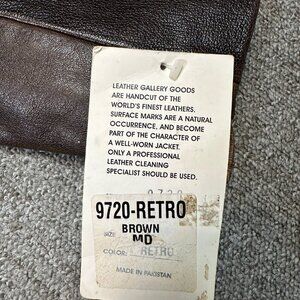 LEATHER GALLERY GOODS
ARE HANDCUT OF THE
WORLD'S FINEST LEATHERS.
SURFACE MARKS ARE A NATURAL
OCCURRENCE, AND BECOME
PART OF THE CHARACTER OF
A WELL-WORN JACKET.
ONLY A PROFESSIONAL
LEATHER CLEANING
SPECIALIST SHOULD BE USED.
9720-RETRO
BROWN
SIZE: MD
COLOR: RETRO
MADE IN PAKISTAN